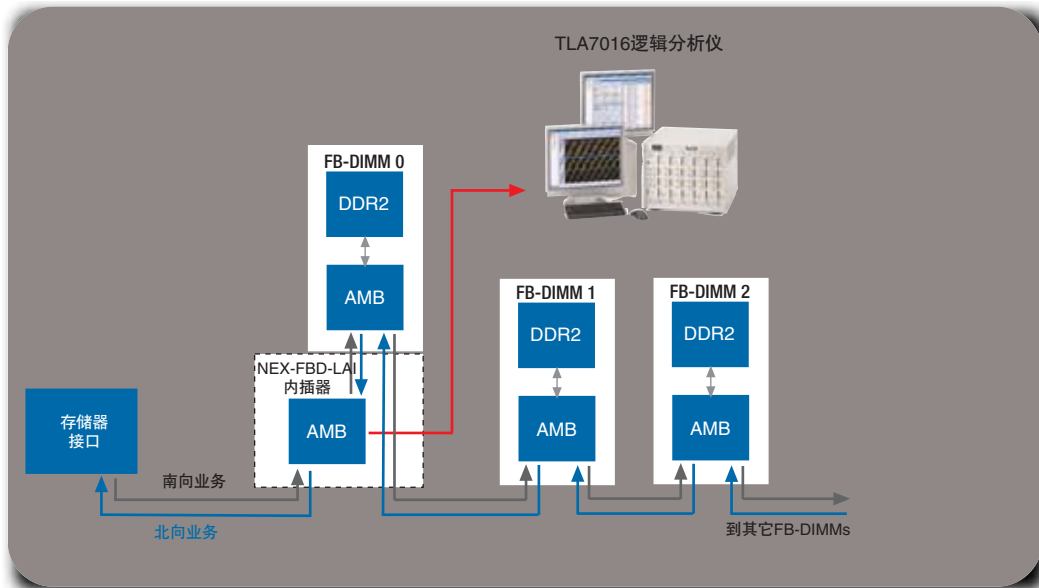 TLA7016逻辑分析仪
FB-DIMM 0
DDR2
AMB
NEX-FBD-LAI
内插器
AMB
FB-DIMM 1
DDR2
AMB
FB-DIMM 2
DDR2
AMB
存储器
接口
南向业务
北向业务
到其它FB-DIMMs